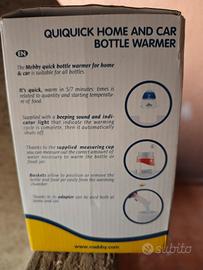 QUIQUICK HOME AND CAR
BOTTLE WARMER
EN
The Mebby quick bottle warmer for home
& car is suitable for all bottles.
It's quick, warm in 5/7 minutes: times is
related to quantity and starting temperatu-
re of food.
Supplied with a beeping sound and indi-
cator light that indicate the warming
cycle is complete, then it automatically
shuts off
Thanks to the supplied measuring cup
you can measure out the correct amount of
water necessary to warm the bottle or
food jar.
Baskets allow to position or remove the
bottle and food jar easily from the warming
chamber.
Thanks to its adaptor can be used both at
home and on car.
www.mebby.com
subito